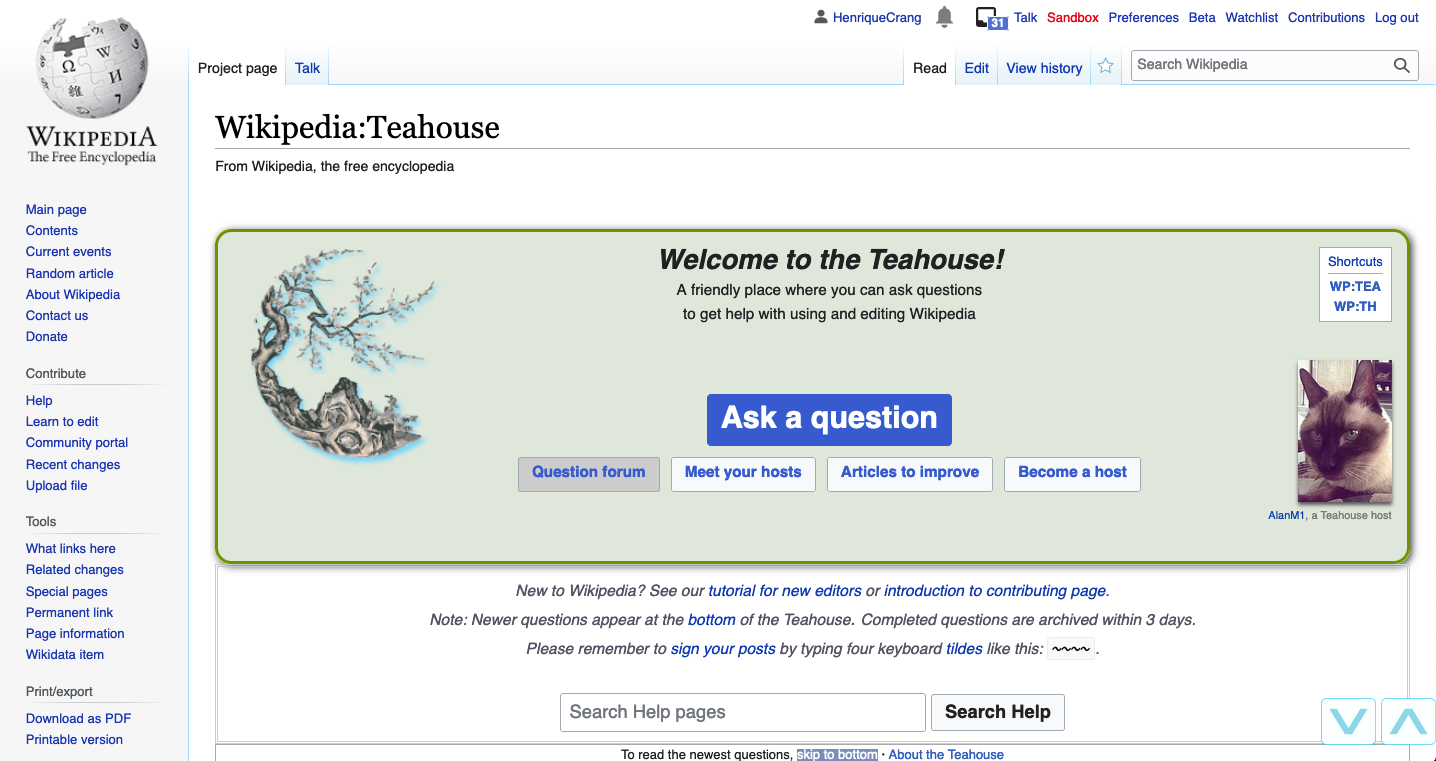 HenriqueCrang
31
Talk
Sandbox
Preferences
Beta
Watchlist
Contributions
Log out
Project page
Talk
Read
Edit
View history
Search Wikipedia
WIKIPEDIA
The Free Encyclopedia
Wikipedia:Teahouse
From Wikipedia, the free encyclopedia
Main page
Contents
Current events
Random article
About Wikipedia
Contact us
Donate
Contribute
Help
Learn to edit
Community portal
Recent changes
Upload file
Tools
What links here
Related changes
Special pages
Permanent link
Page information
Wikidata item
Print/export
Download as PDF
Printable version
Welcome to the Teahouse!
A friendly place where you can ask questions
to get help with using and editing Wikipedia
Shortcuts
WP:TEA
WP:TH
Ask a question
Question forum
Meet your hosts
Articles to improve
Become a host
AlanM1, a Teahouse host
New to Wikipedia? See our tutorial for new editors or introduction to contributing page.
Note: Newer questions appear at the bottom of the Teahouse. Completed questions are archived within 3 days.
Please remember to sign your posts by typing four keyboard tildes like this: ~~~~.
Search Help pages
Search Help
To read the newest questions, skip to bottom · About the Teahouse